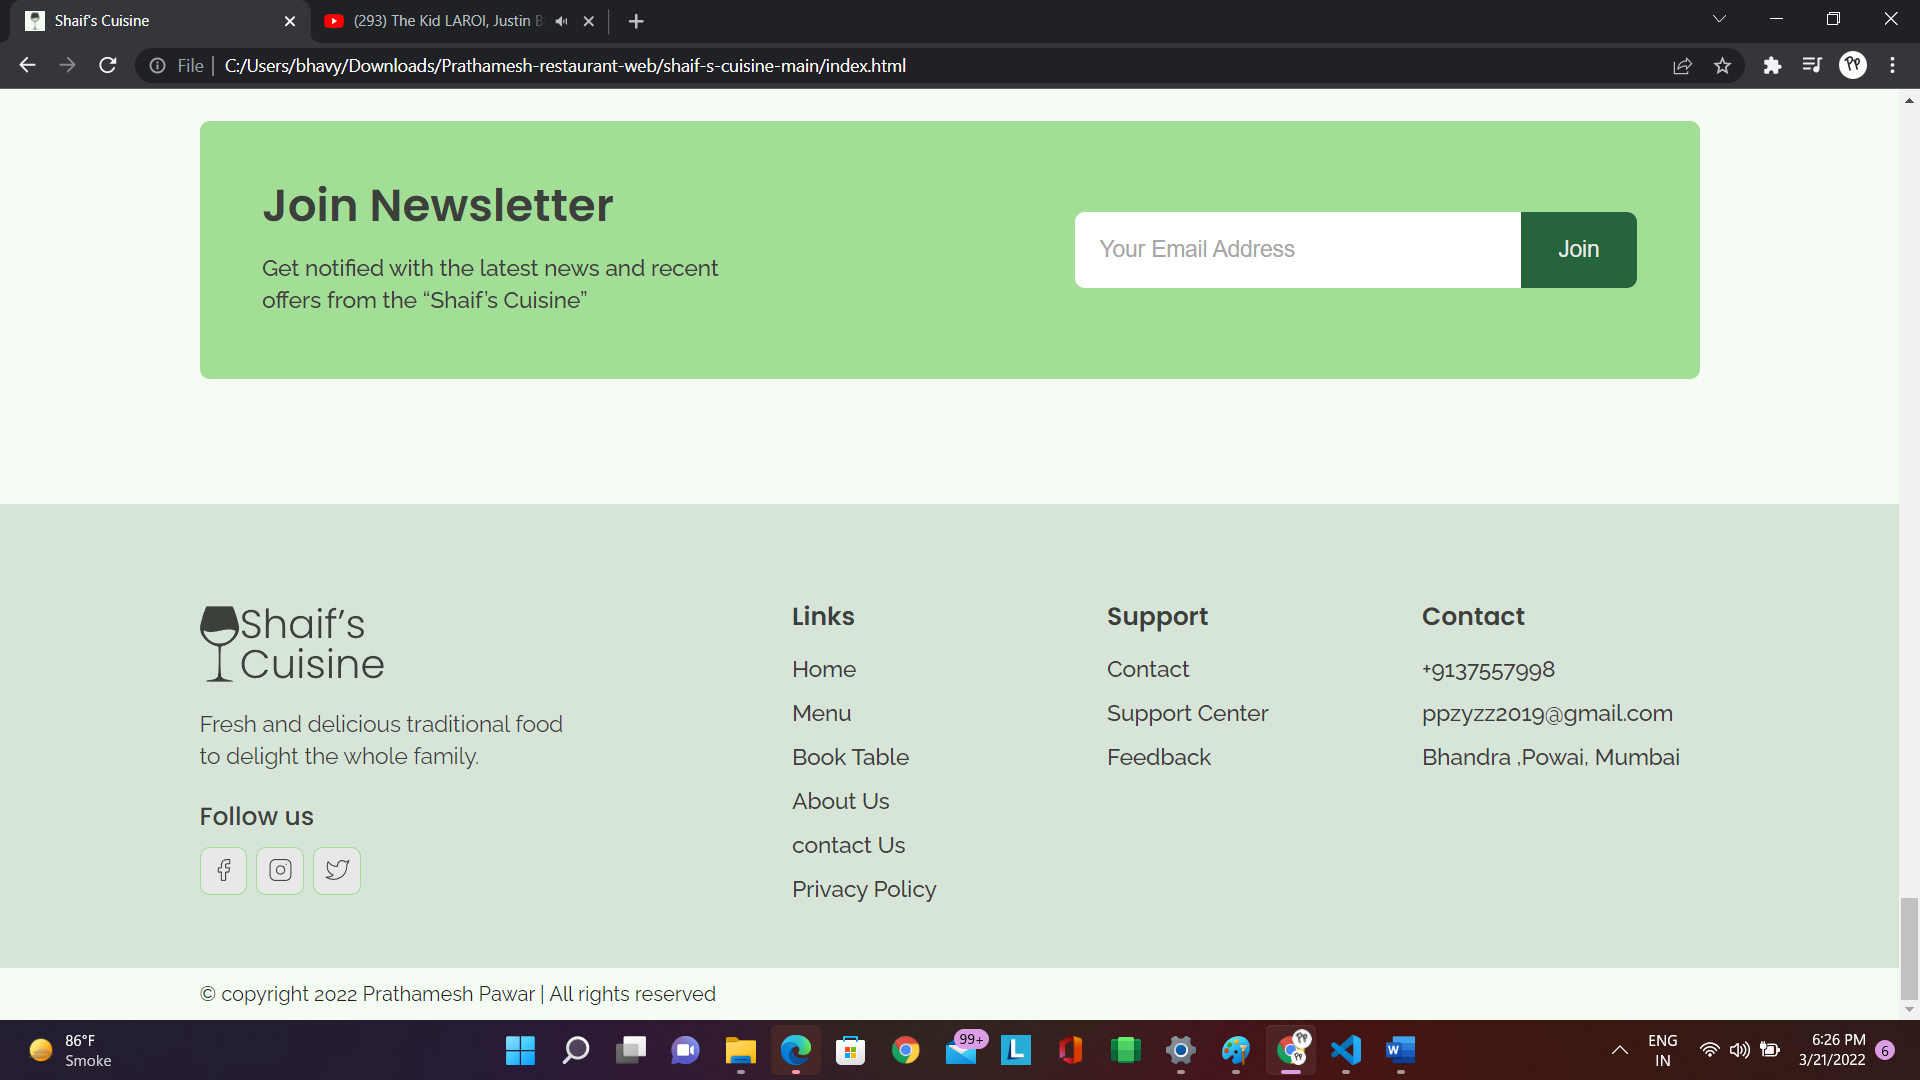 Shaif's Cuisine
(293) The Kid LAROI, Justin B
File
C:/Users/bhavy/Downloads/Prathamesh-restaurant-web/shaif-s-cuisine-main/index.html
Pp
Join Newsletter
Get notified with the latest news and recent
offers from the “Shaif’s Cuisine”
Your Email Address
Join
Shaif’s
Cuisine
Fresh and delicious traditional food
to delight the whole family.
Follow us
Links
Home
Menu
Book Table
About Us
contact Us
Privacy Policy
Support
Contact
Support Center
Feedback
Contact
+9137557998
ppzyzz2019@gmail.com
Bhandra ,Powai, Mumbai
© copyright 2022 Prathamesh Pawar | All rights reserved
86°F
Smoke
99+
L
Pp
Pp
W
ENG
IN
6:26 PM
3/21/2022
6